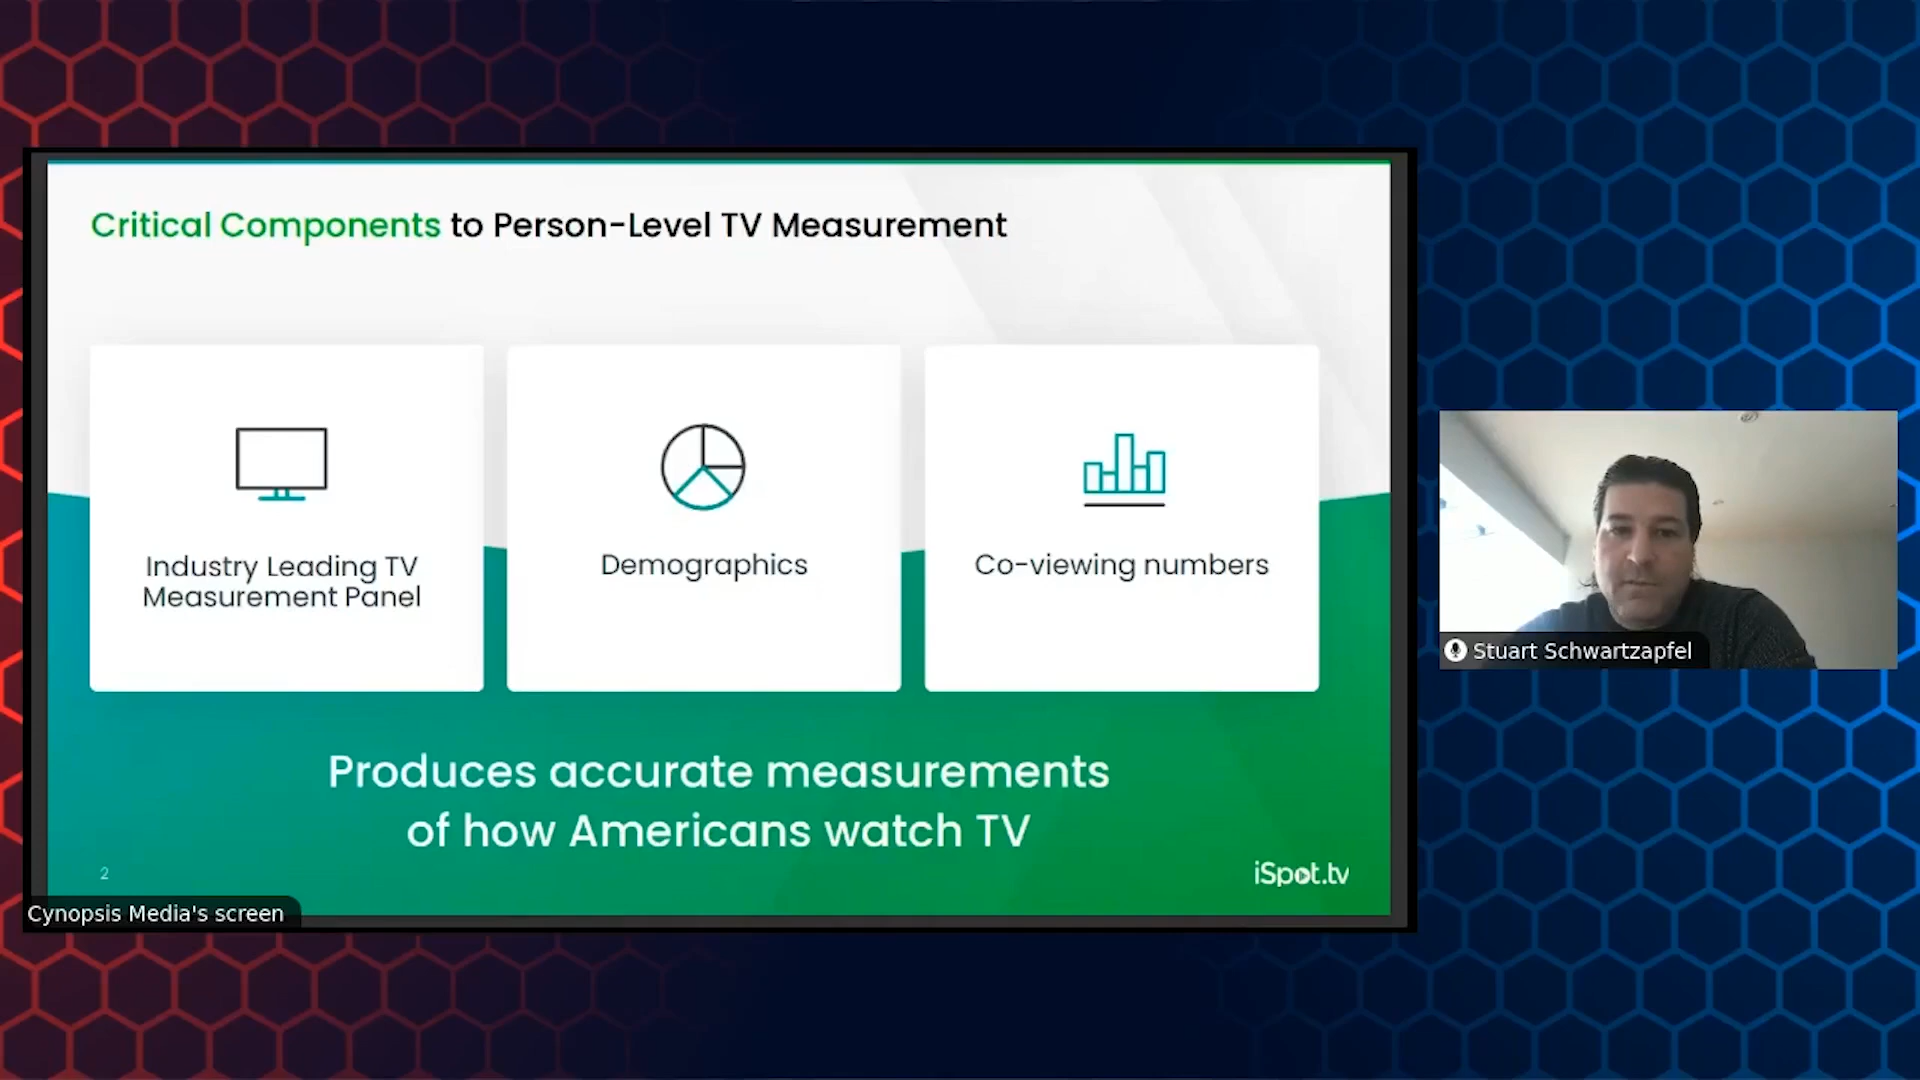 Critical Components to Person-Level TV Measurement
Industry Leading TV
Measurement Panel
Demographics
Co-viewing numbers
Produces accurate measurements
of how Americans watch TV
2
iSpot.tv
Cynopsis Media's screen
Stuart Schwartzapfel